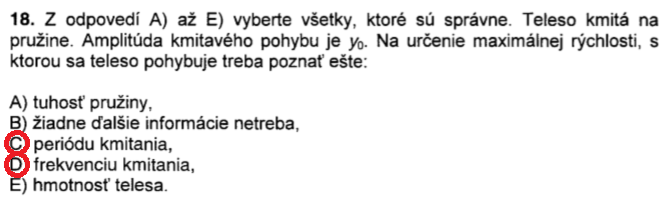 18. Z odpovedí A) až E) vyberte všetky, ktoré sú správne. Teleso kmitá na
pružine. Amplitúda kmitavého pohybu je y₀. Na určenie maximálnej rýchlosti, s
ktorou sa teleso pohybuje treba poznať ešte:
A) tuhosť pružiny,
B) žiadne ďalšie informácie netreba,
C) periódu kmitania,
D) frekvenciu kmitania,
E) hmotnosť telesa.